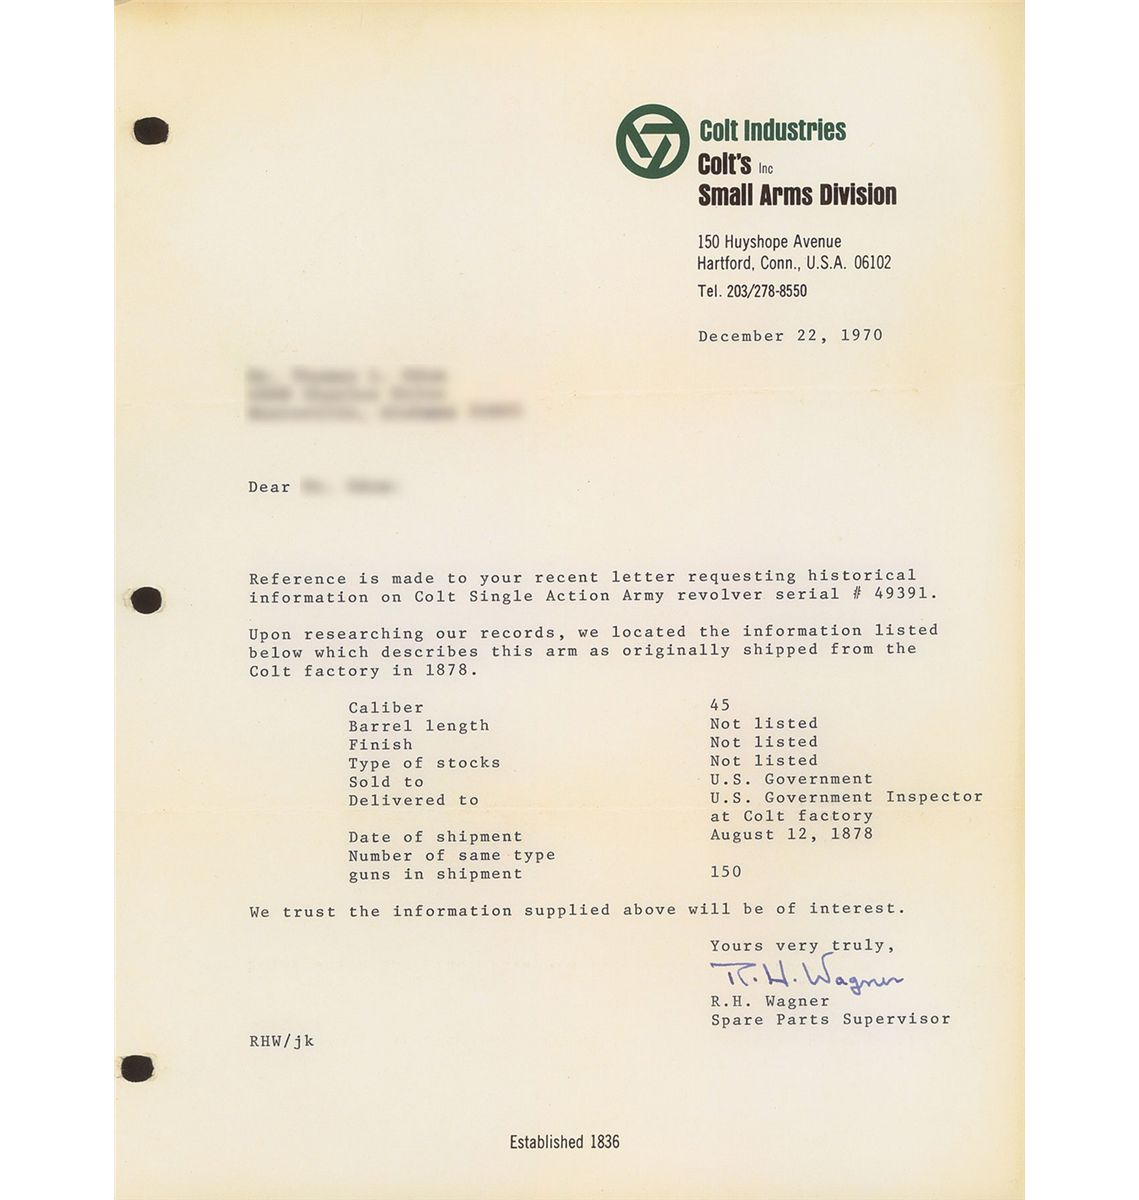 Colt Industries
Colt's Inc
Small Arms Division
150 Huyshope Avenue
Hartford, Conn., U.S.A. 06102
Tel. 203/278-8550
December 22, 1970
Dear
Reference is made to your recent letter requesting historical
information on Colt Single Action Army revolver serial # 49391.
Upon researching our records, we located the information listed
below which describes this arm as originally shipped from the
Colt factory in 1878.
Caliber 45
Barrel length Not listed
Finish Not listed
Type of stocks Not listed
Sold to U.S. Government
Delivered to U.S. Government Inspector
at Colt factory
Date of shipment August 12, 1878
Number of same type
guns in shipment 150
We trust the information supplied above will be of interest.
Yours very truly,
R.H. Wagner
R.H. Wagner
Spare Parts Supervisor
RHW/jk
Established 1836